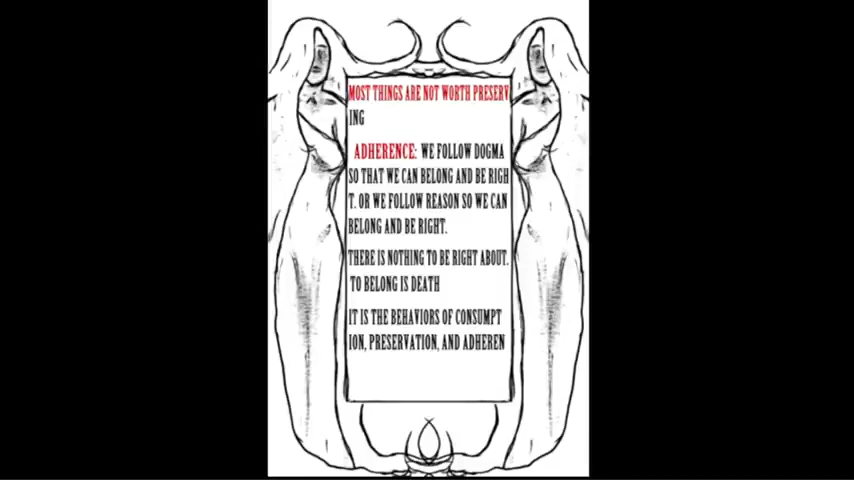 MOST THINGS ARE NOT WORTH PRESERV
ING
ADHERENCE: WE FOLLOW DOGMA
SO THAT WE CAN BELONG AND BE RIGH
T. OR WE FOLLOW REASON SO WE CAN
BELONG AND BE RIGHT.
THERE IS NOTHING TO BE RIGHT ABOUT.
TO BELONG IS DEATH
IT IS THE BEHAVIORS OF CONSUMPT
ION, PRESERVATION, AND ADHEREN